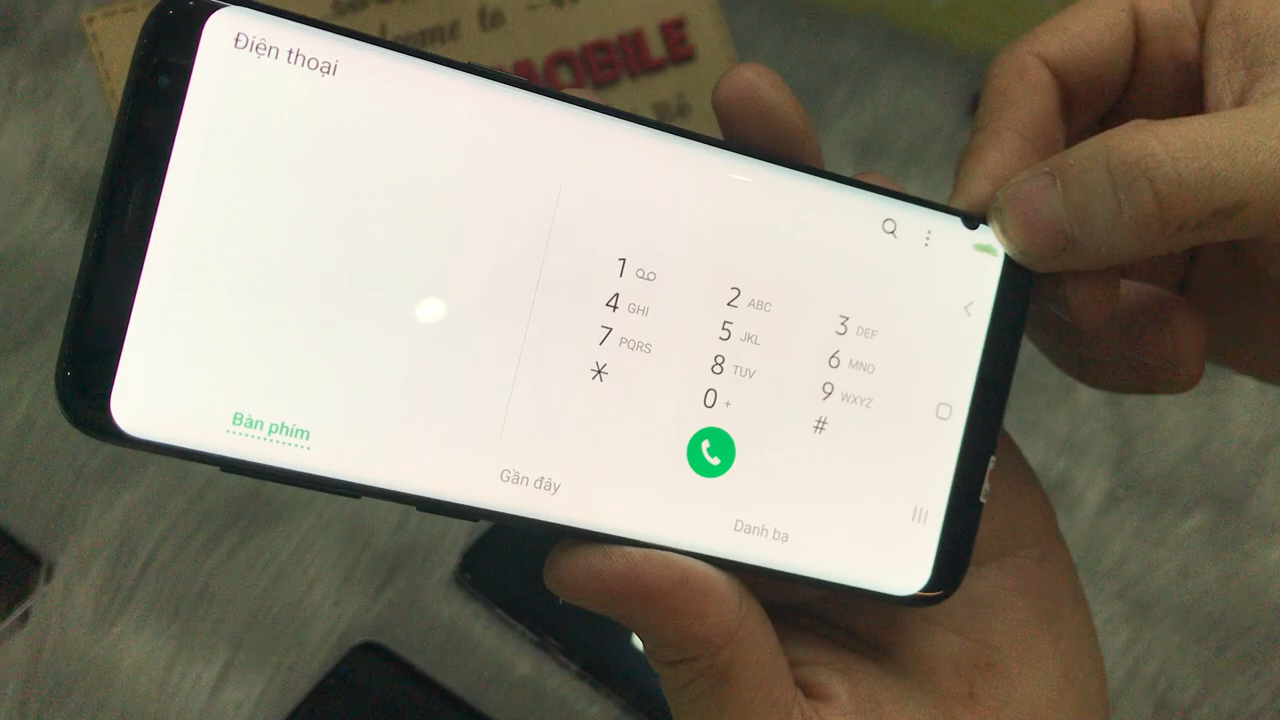 to
MOBILE
Điện thoại
1
2 ABC
3 DEF
4 GHI
5 JKL
6 MNO
7 PQRS
8 TUV
9 WXYZ
*
0 +
#
Bàn phím
Gần đây
Danh bạ